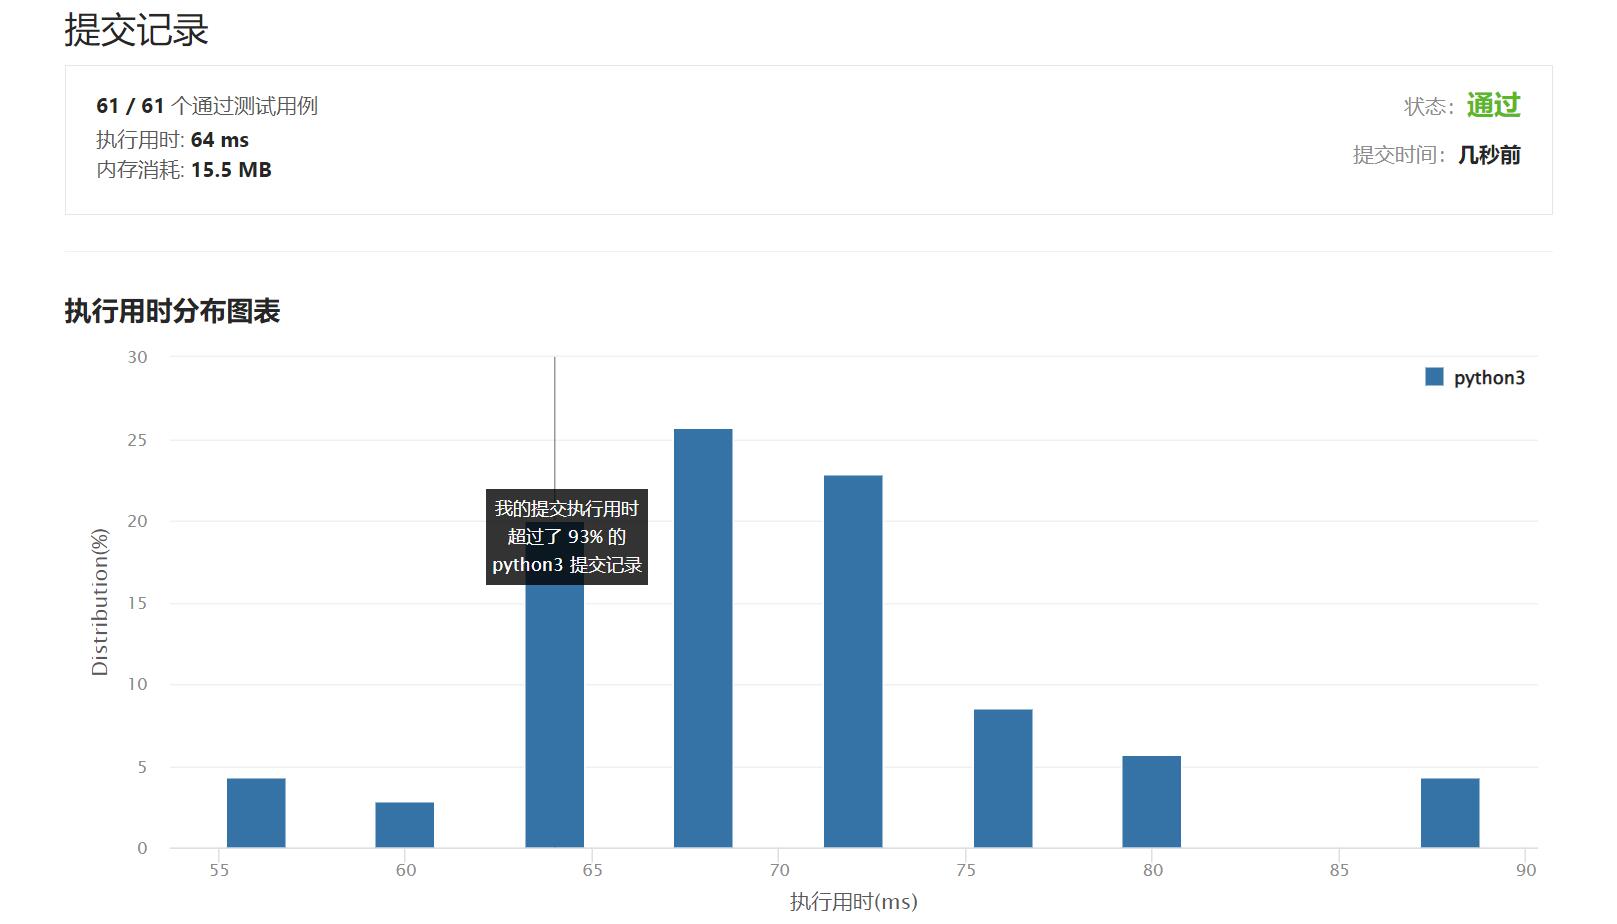 提交记录
61 / 61 个通过测试用例
状态：通过
执行用时: 64 ms
提交时间：几秒前
内存消耗: 15.5 MB
执行用时分布图表
30
python3
25
我的提交执行用时
超过了 93% 的
python3 提交记录
20
15
10
5
0
Distribution(%)
55 60 65 70 75 80 85 90
执行用时(ms)